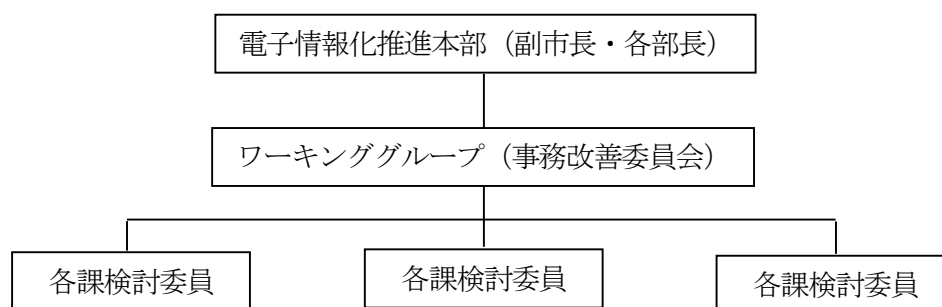 電子情報化推進本部（副市長・各部長）
ワーキンググループ（事務改善委員会）
各課検討委員
各課検討委員
各課検討委員